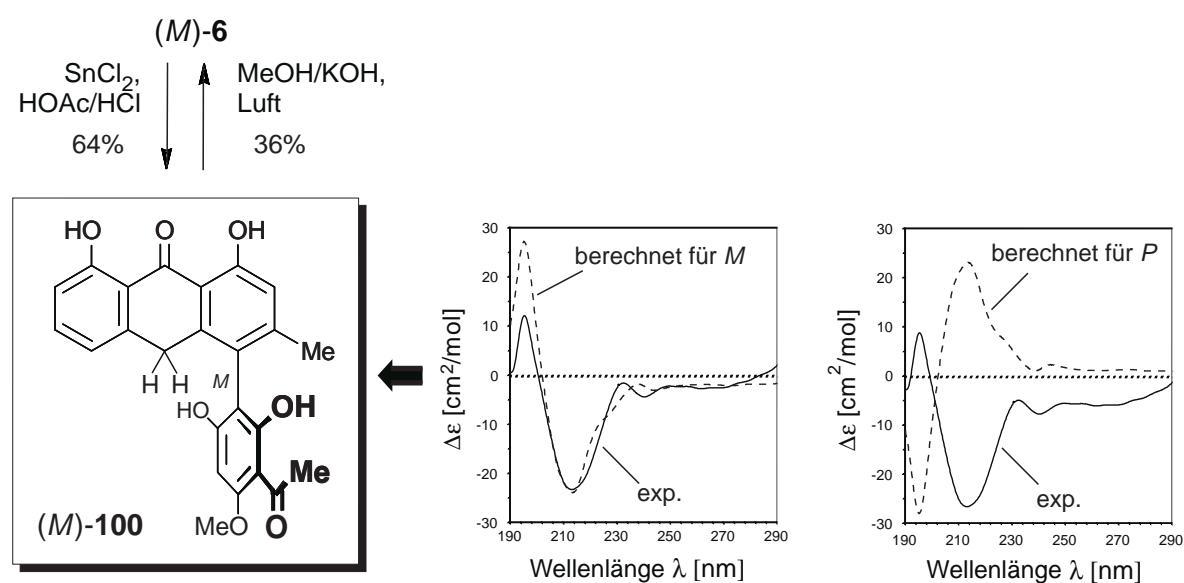 (M)-6
SnCl2,
HOAc/HCl
64%
MeOH/KOH,
Luft
36%
HO
O
OH
Me
H H
M
HO
OH
Me
MeO
O
(M)-100
30
20
10
0
-10
-20
-30
Δε [cm2/mol]
berechnet für M
exp.
190 210 230 250 270 290
Wellenlänge λ [nm]
30
20
10
0
-10
-20
-30
Δε [cm2/mol]
berechnet für P
exp.
190 210 230 250 270 290
Wellenlänge λ [nm]